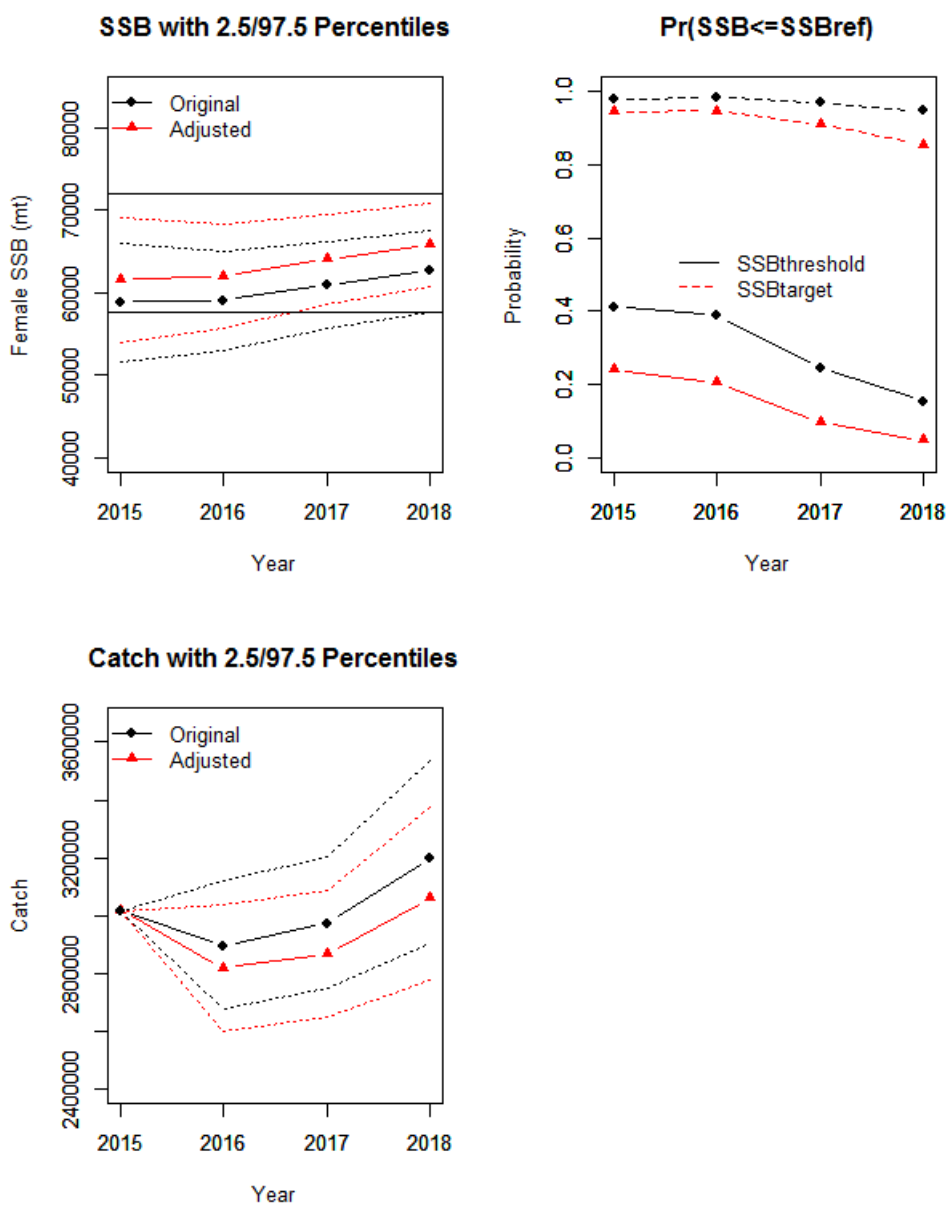 SSB with 2.5/97.5 Percentiles
Original
Adjusted
Female SSB (mt)
40000
50000
60000
70000
80000
2015
2016
2017
2018
Year
Pr(SSB<=SSBref)
SSBthreshold
SSBtarget
Probability
0.0
0.2
0.4
0.6
0.8
1.0
2015
2016
2017
2018
Year
Catch with 2.5/97.5 Percentiles
Original
Adjusted
Catch
2400000
2800000
3200000
3600000
2015
2016
2017
2018
Year